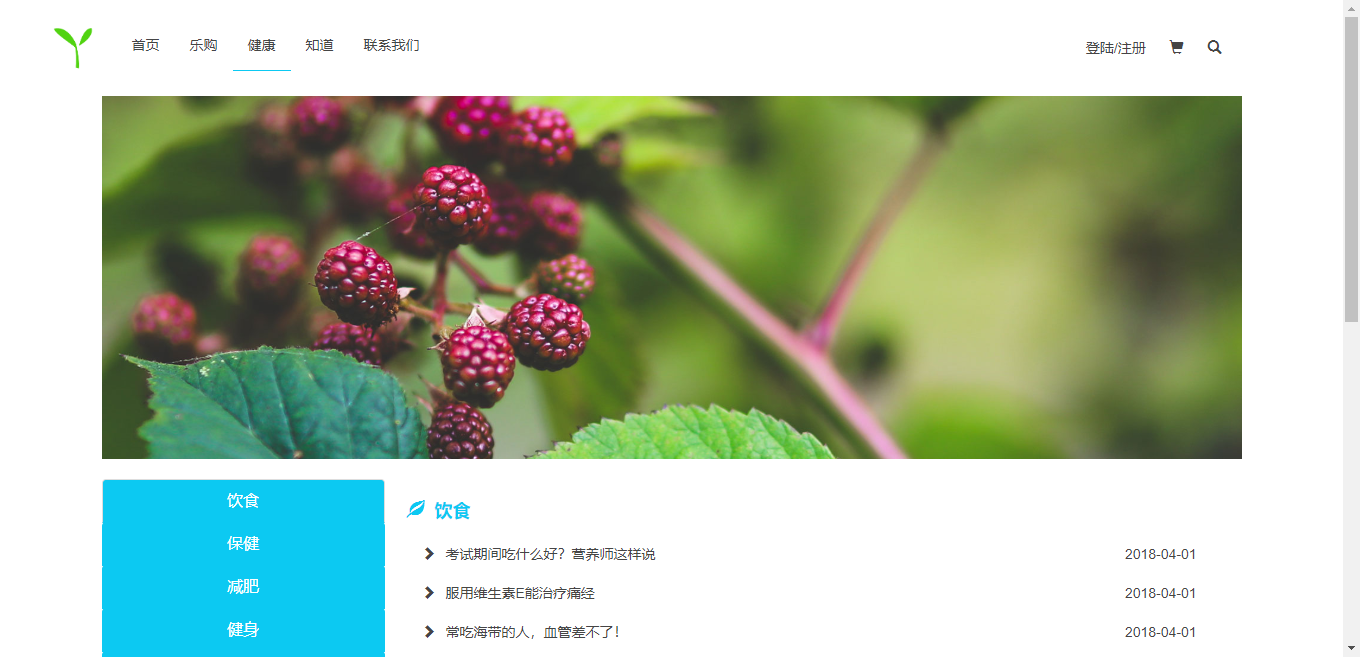 首页 乐购 健康 知道 联系我们 登陆/注册
饮食
保健
减肥
健身
饮食
考试期间吃什么好？营养师这样说 2018-04-01
服用维生素E能治疗痛经 2018-04-01
常吃海带的人，血管差不了！ 2018-04-01